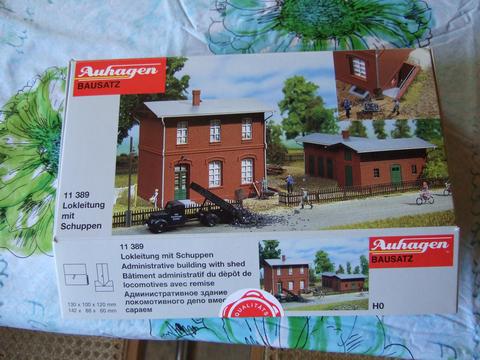 Auhagen
BAUSATZ
11 389
Lokleitung
mit
Schuppen
11 389
Lokleitung mit Schuppen
Administrative building with shed
Bâtiment administratif du dépôt de
locomotives avec remise
Административное здание
локомотивного депо вме
сараем
130 x 100 x 120 mm
142 x 88 x 60 mm
Auhagen
BAUSATZ
H0
QUALITÄT